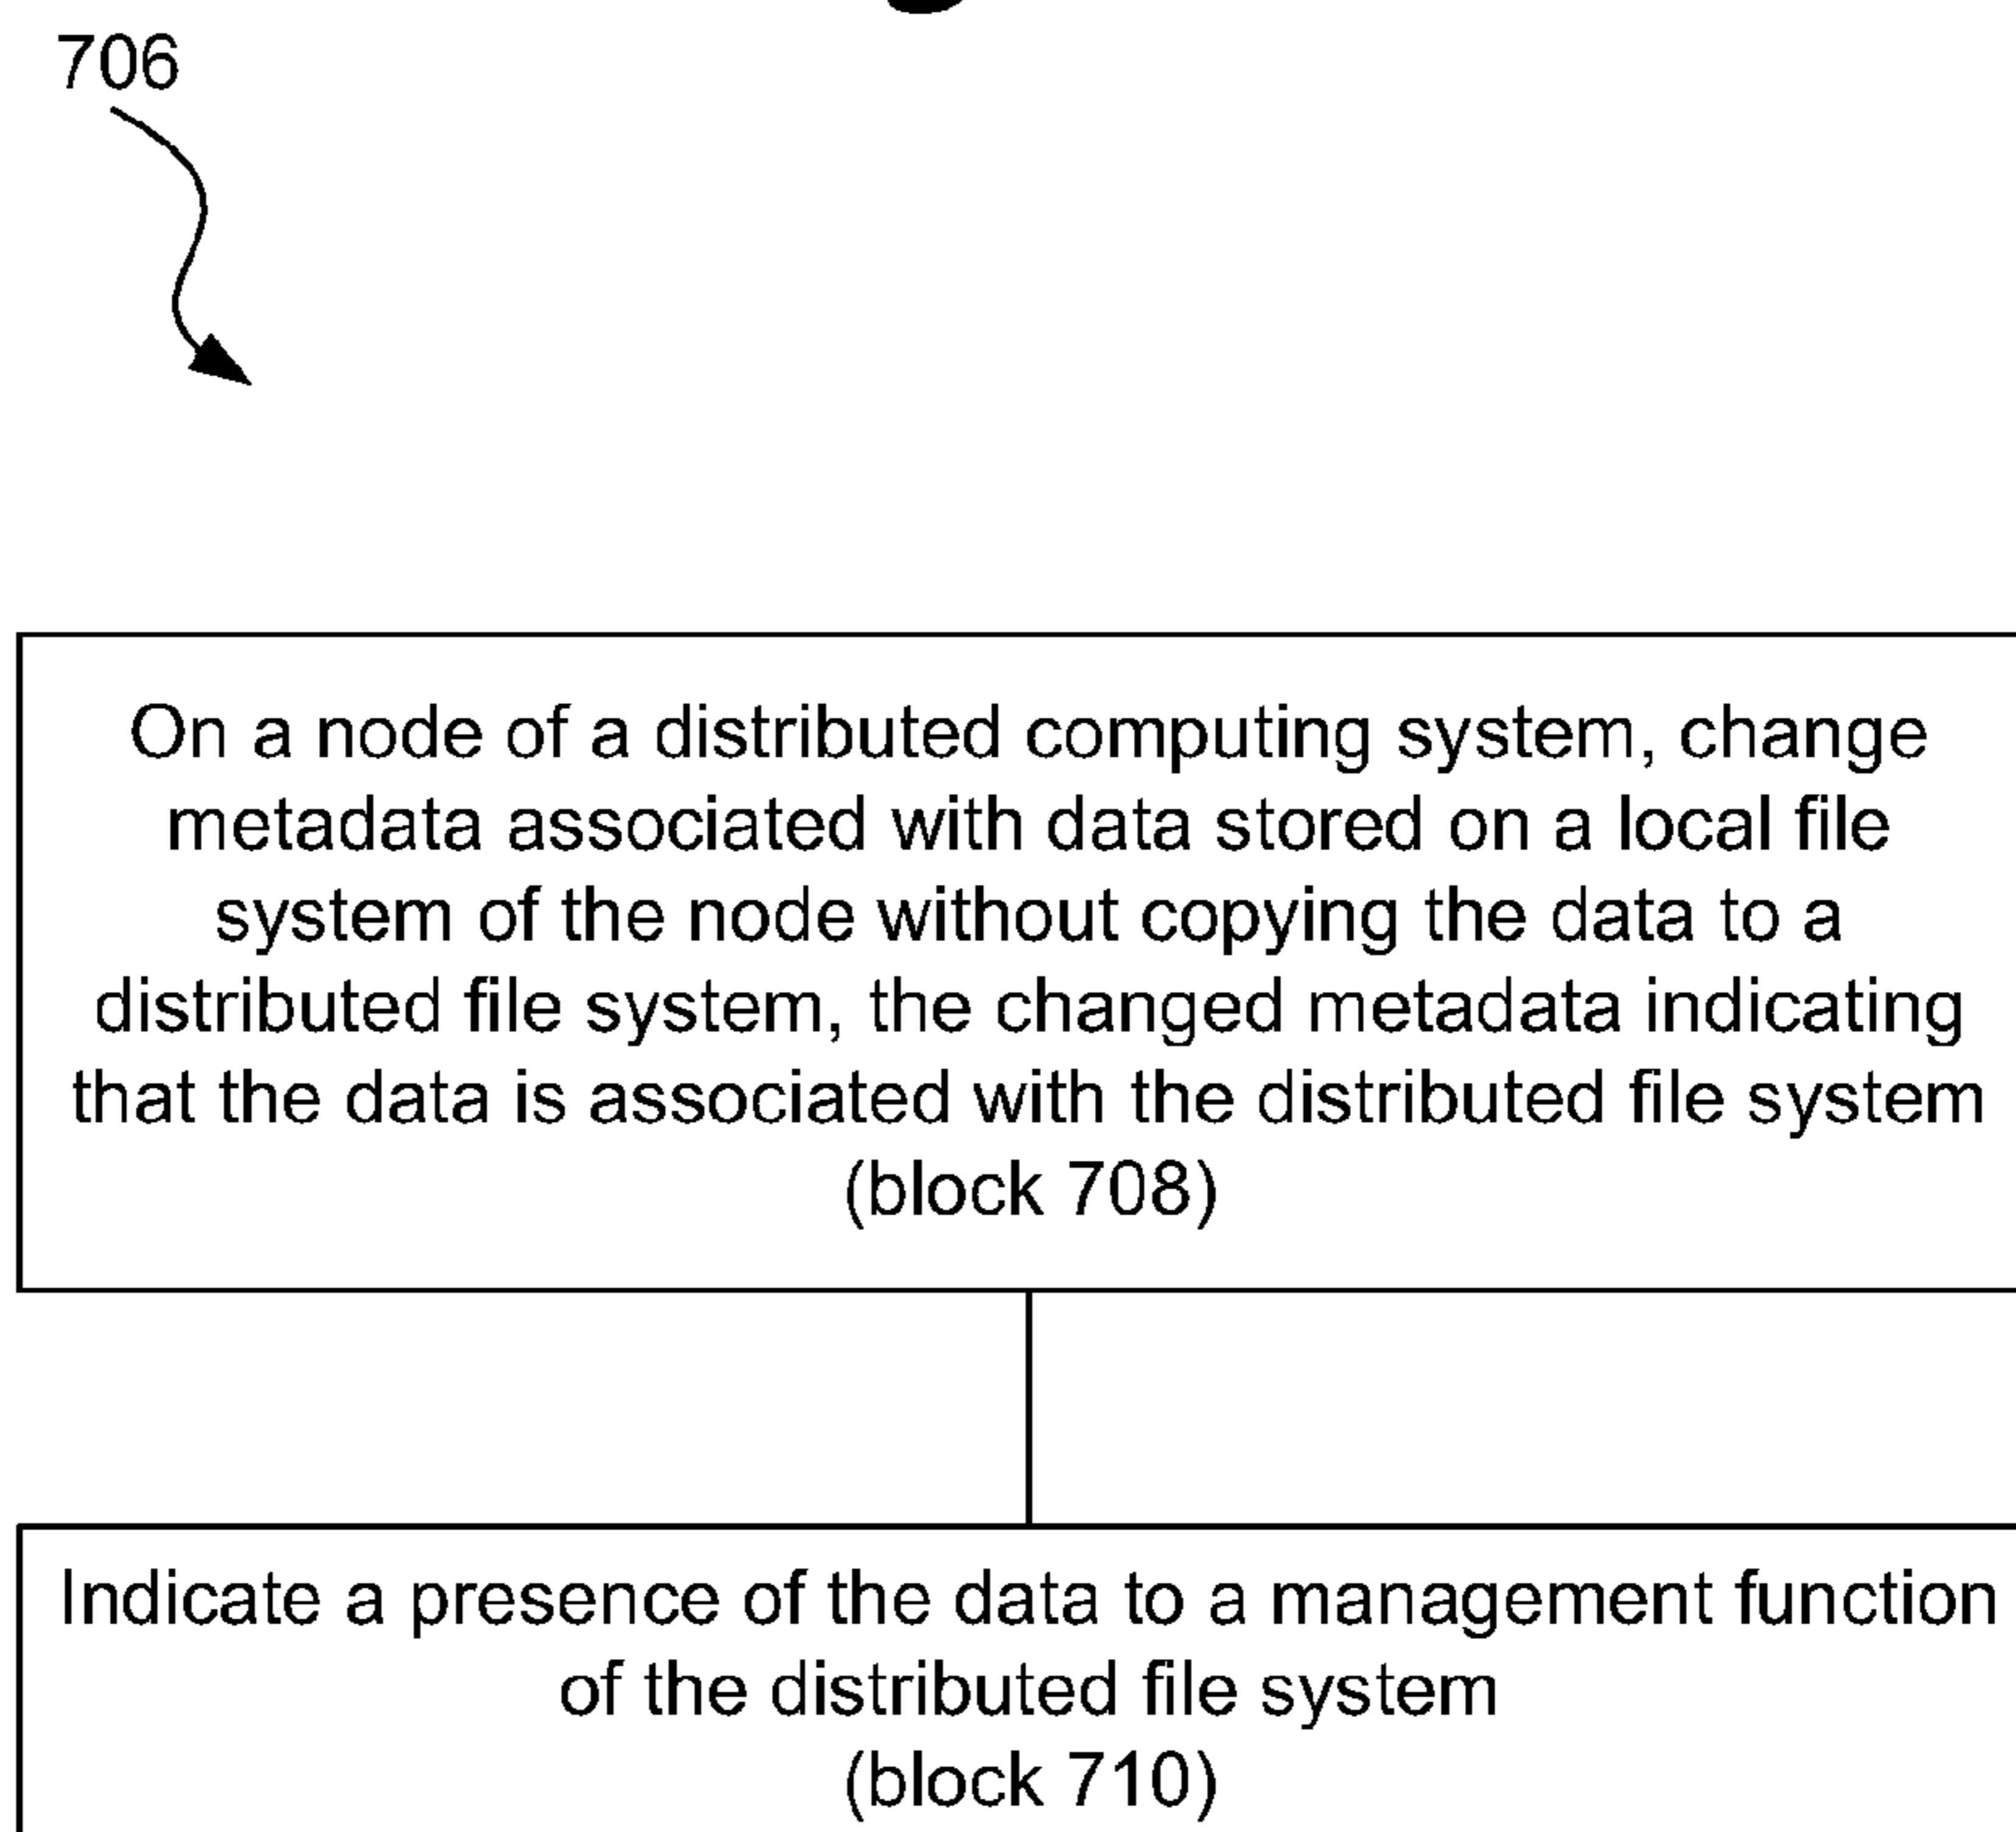 706
On a node of a distributed computing system, change
metadata associated with data stored on a local file
system of the node without copying the data to a
distributed file system, the changed metadata indicating
that the data is associated with the distributed file system
(block 708)
Indicate a presence of the data to a management function
of the distributed file system
(block 710)